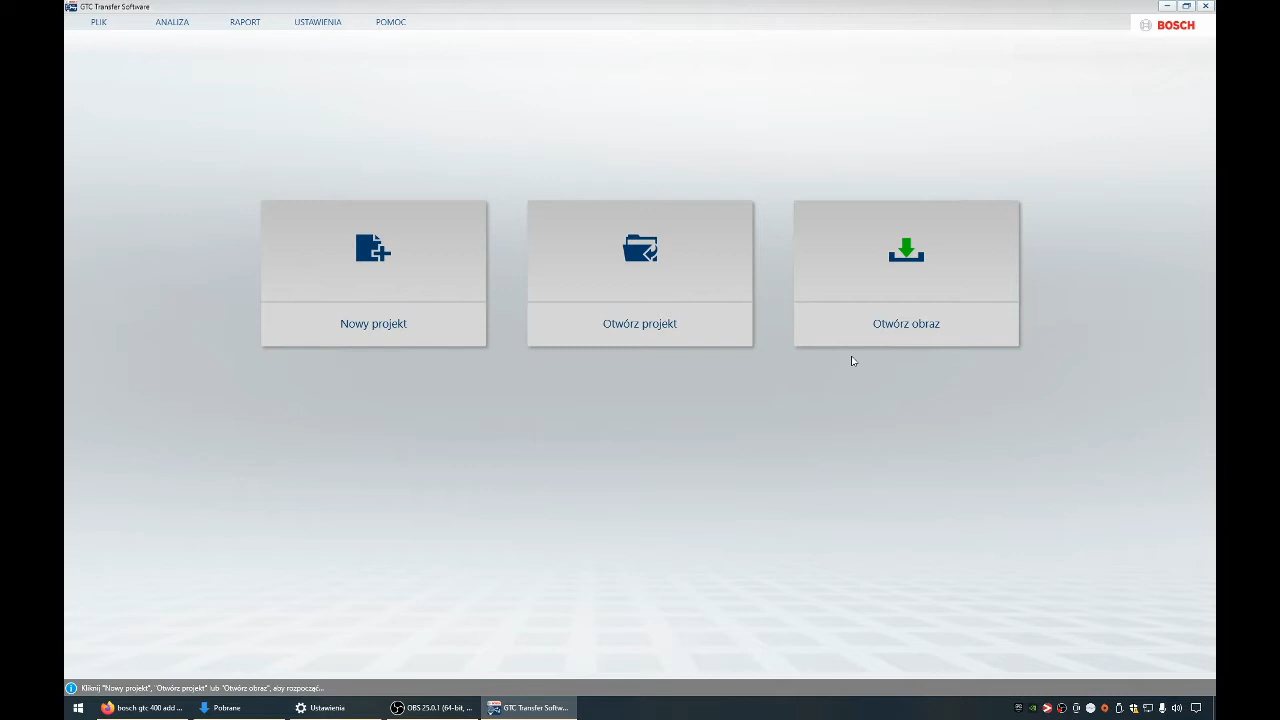 GTC Transfer Software
PLIK ANALIZA RAPORT USTAWIENIA POMOC
BOSCH
Nowy projekt Otwórz projekt Otwórz obraz
Kliknij "Nowy projekt", "Otwórz projekt" lub "Otwórz obraz", aby rozpocząć...
bosch gtc 400 add ... Pobrane Ustawienia OBS 25.0.1 (64-bit, ... GTC Transfer Softw...